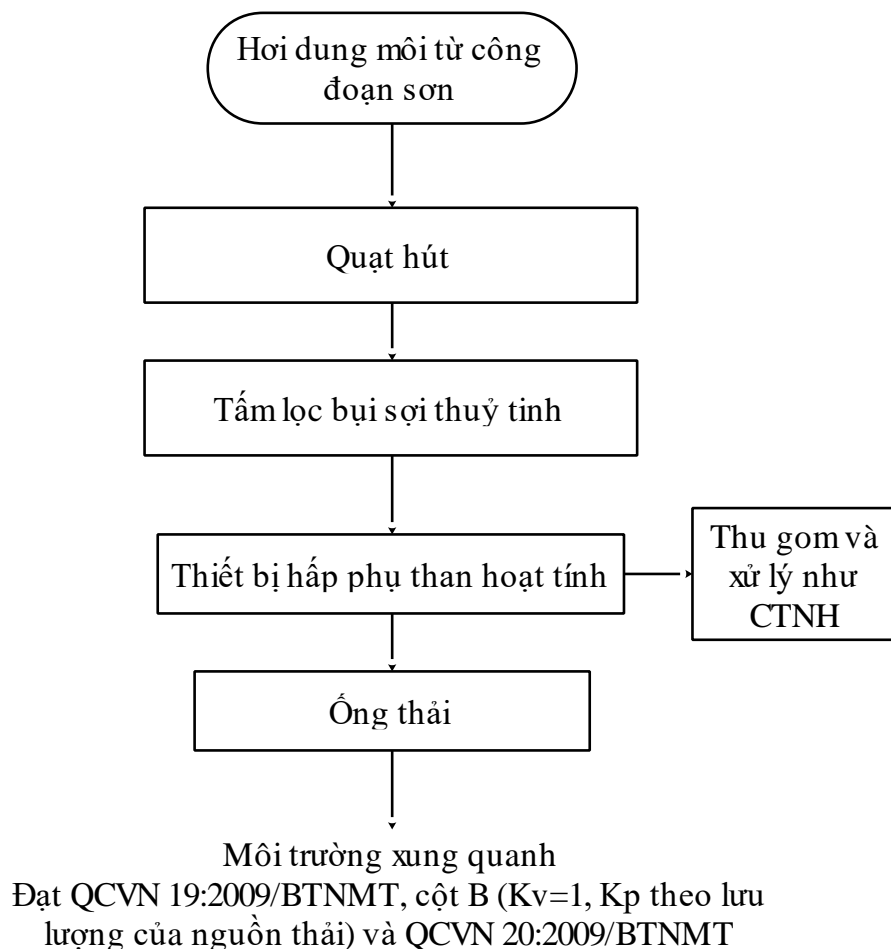 Hơi dung môi từ công
đoạn sơn
Quạt hút
Tấm lọc bụi sợi thuỷ tinh
Thiết bị hấp phụ than hoạt tính
Thu gom và
xử lý như
CTNH
Ống thải
Môi trường xung quanh
Đạt QCVN 19:2009/BTNMT, cột B (Kv=1, Kp theo lưu
lượng của nguồn thải) và QCVN 20:2009/BTNMT